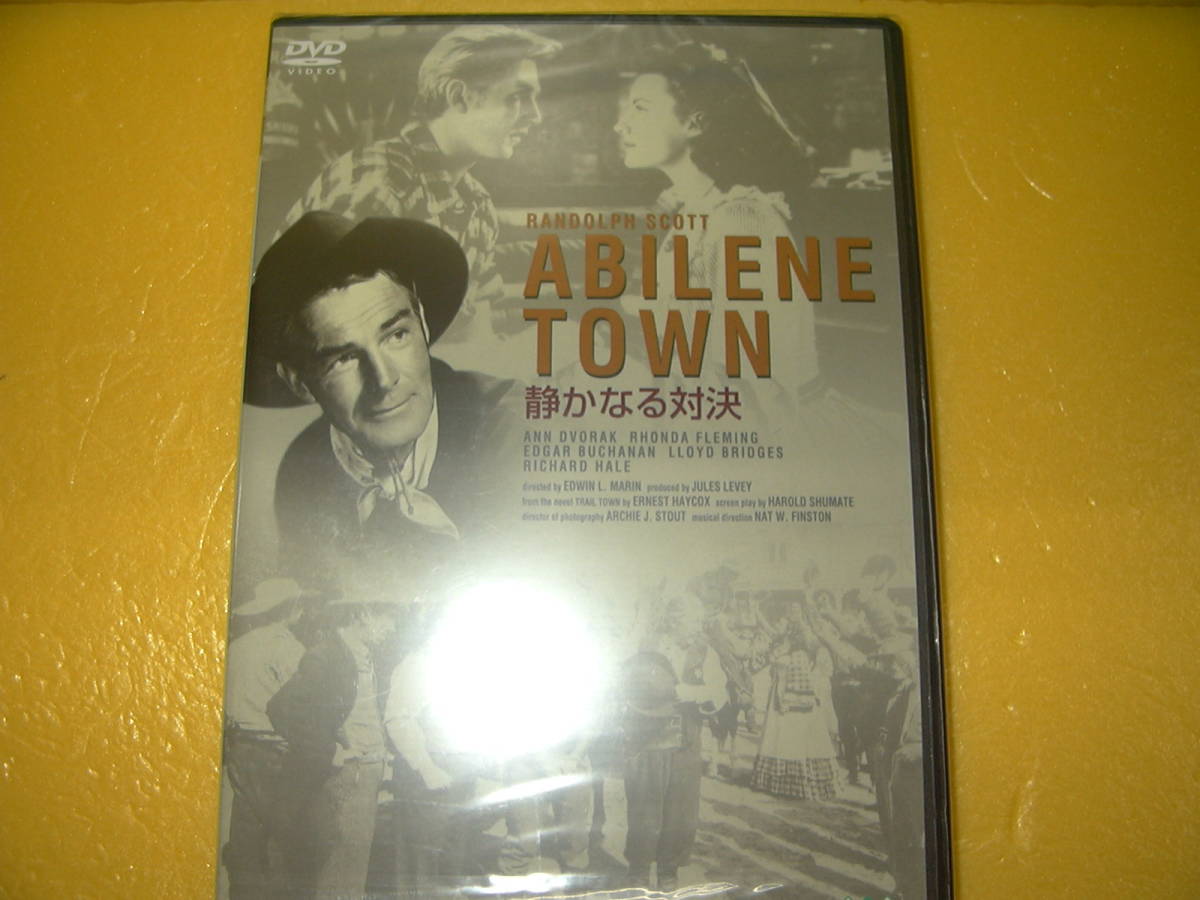 DVD
VIDEO
RANDOLPH SCOTT
ABILENE
TOWN
静かなる対決
ANN DVORAK RHONDA FLEMING
EDGAR BUCHANAN LLOYD BRIDGES
RICHARD HALE
directed by EDWIN L. MARIN produced by JULES LEVEY
from the novel TRAIL TOWN by ERNEST HAYCOX screen play by HAROLD SHUMATE
director of photography ARCHIE J. STOUT musical direction NAT W. FINSTON